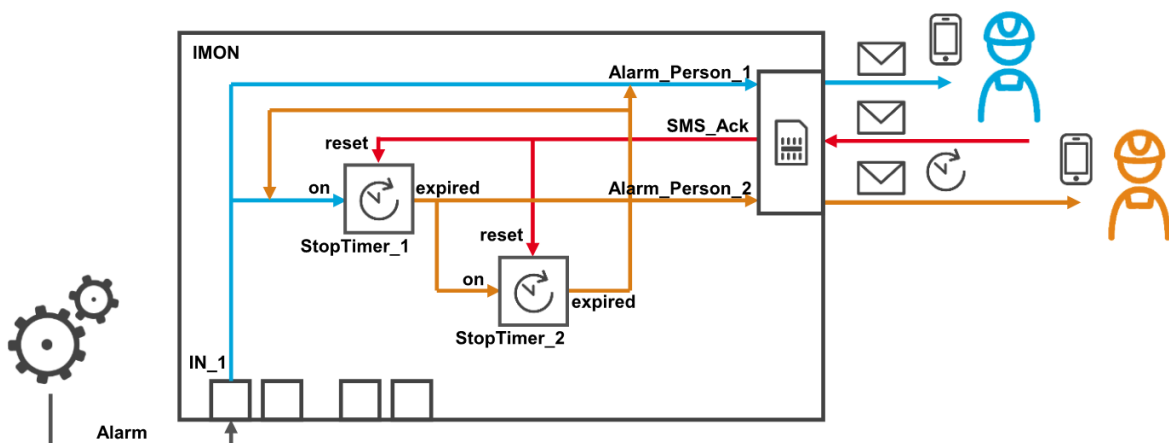 IMON
Alarm_Person_1
SMS_Ack
reset
on
expired
Alarm_Person_2
StopTimer_1
reset
on
expired
StopTimer_2
IN_1
Alarm